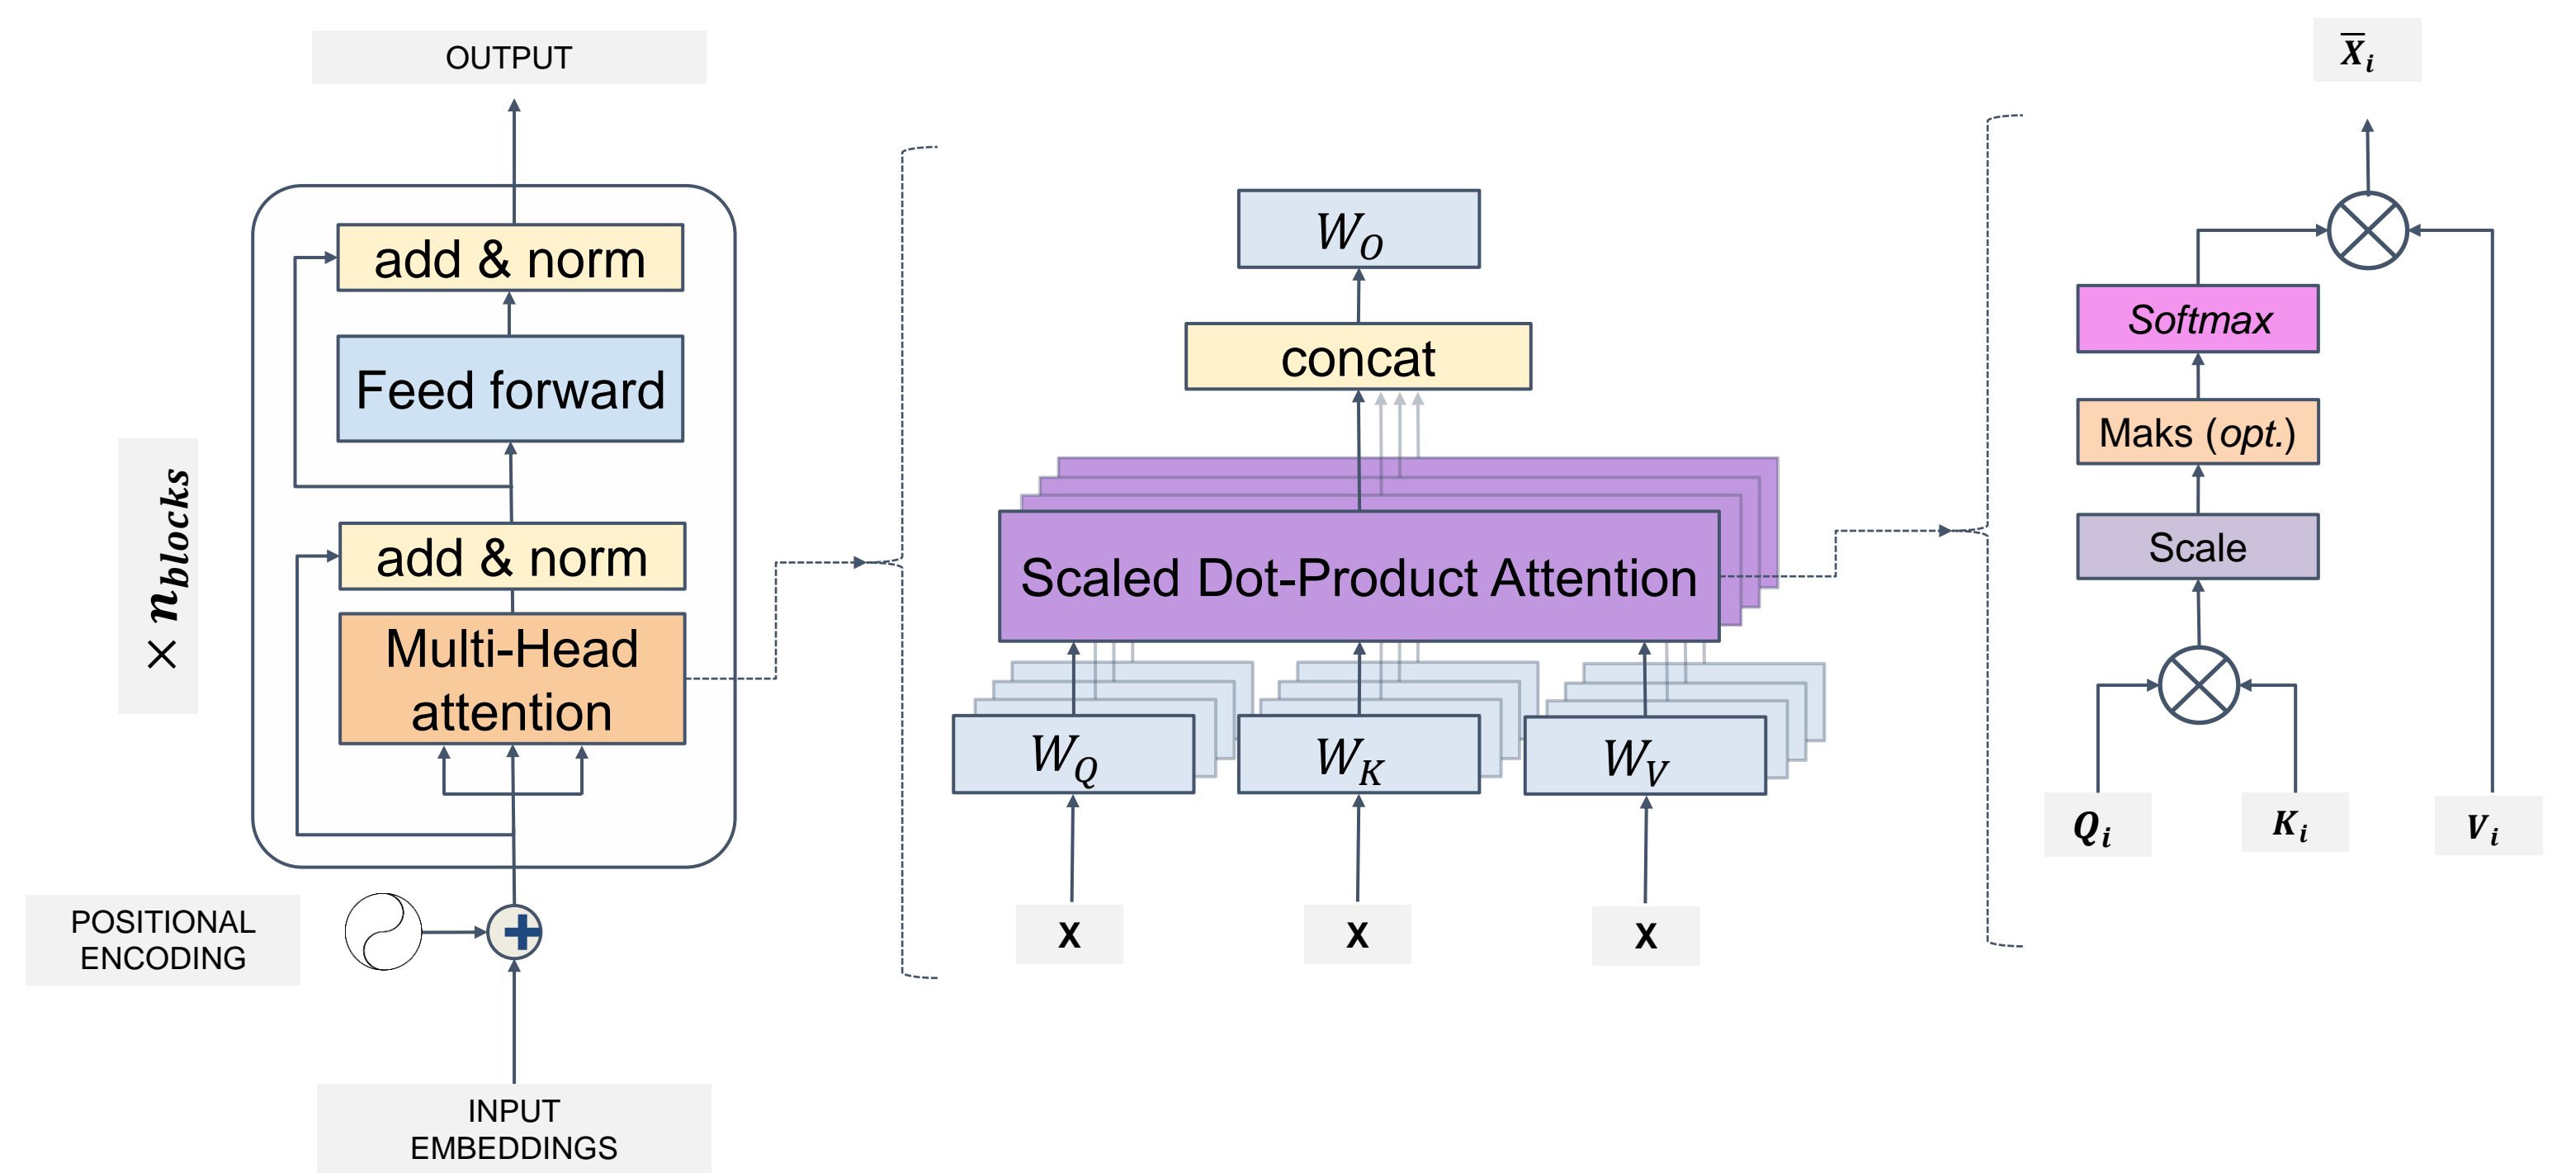 OUTPUT
add & norm
Feed forward
add & norm
Multi-Head
attention
× n_blocks
POSITIONAL
ENCODING
+
INPUT
EMBEDDINGS
W_O
concat
Scaled Dot-Product Attention
W_Q W_K W_V
X X X
X̅_i
Softmax
Maks (opt.)
Scale
Q_i K_i V_i